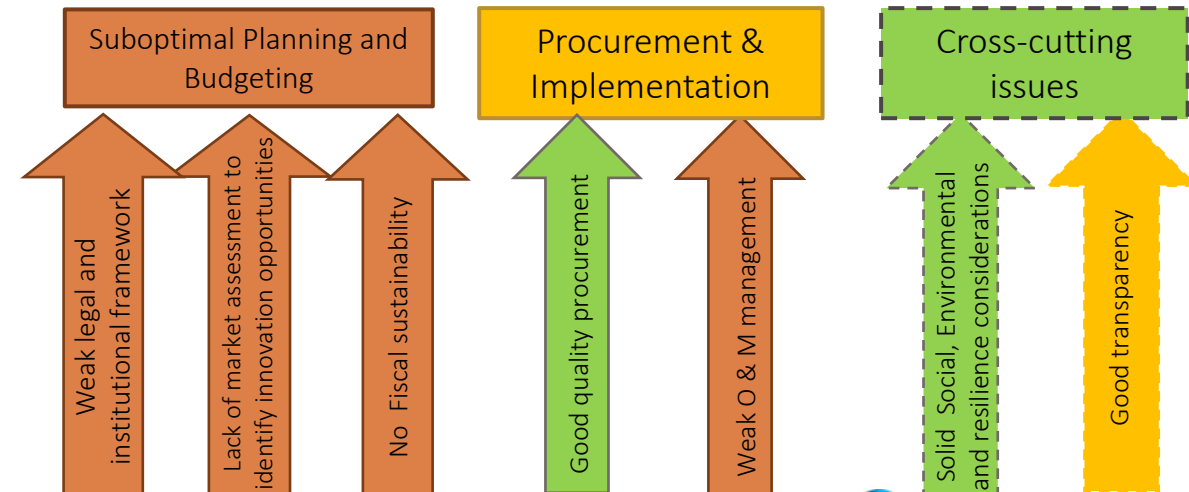 Suboptimal Planning and
Budgeting
Procurement &
Implementation
Cross-cutting
issues
Weak legal and
institutional framework
Lack of market assessment to
identify innovation opportunities
No Fiscal sustainability
Good quality procurement
Weak O & M management
Solid Social, Environmental
and resilience considerations
Good transparency